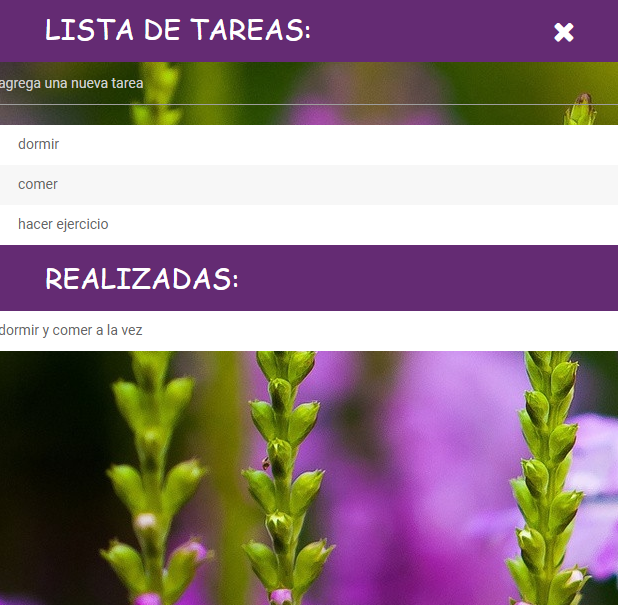 LISTA DE TAREAS:
agrega una nueva tarea
dormir
comer
hacer ejercicio
REALIZADAS:
dormir y comer a la vez